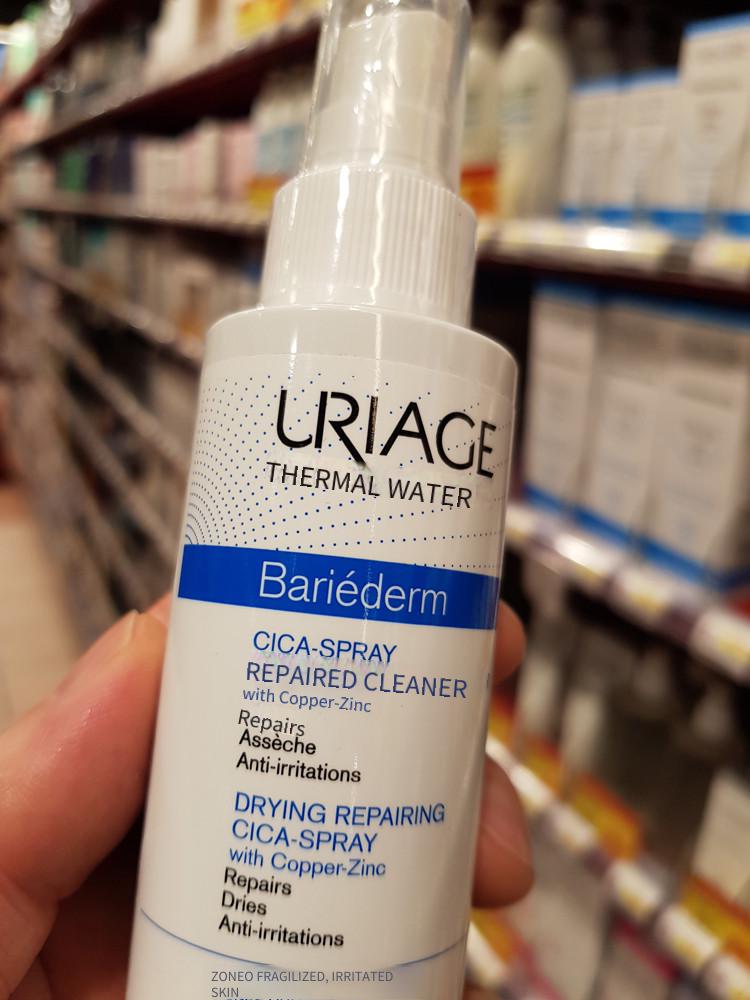 URIAGE
THERMAL WATER
Bariéderm
CICA-SPRAY
REPAIRED CLEANER
with Copper-Zinc
Repairs
Assèche
Anti-irritations
DRYING REPAIRING
CICA-SPRAY
with Copper-Zinc
Repairs
Dries
Anti-irritations
ZONEO FRAGILIZED, IRRITATED
SKIN